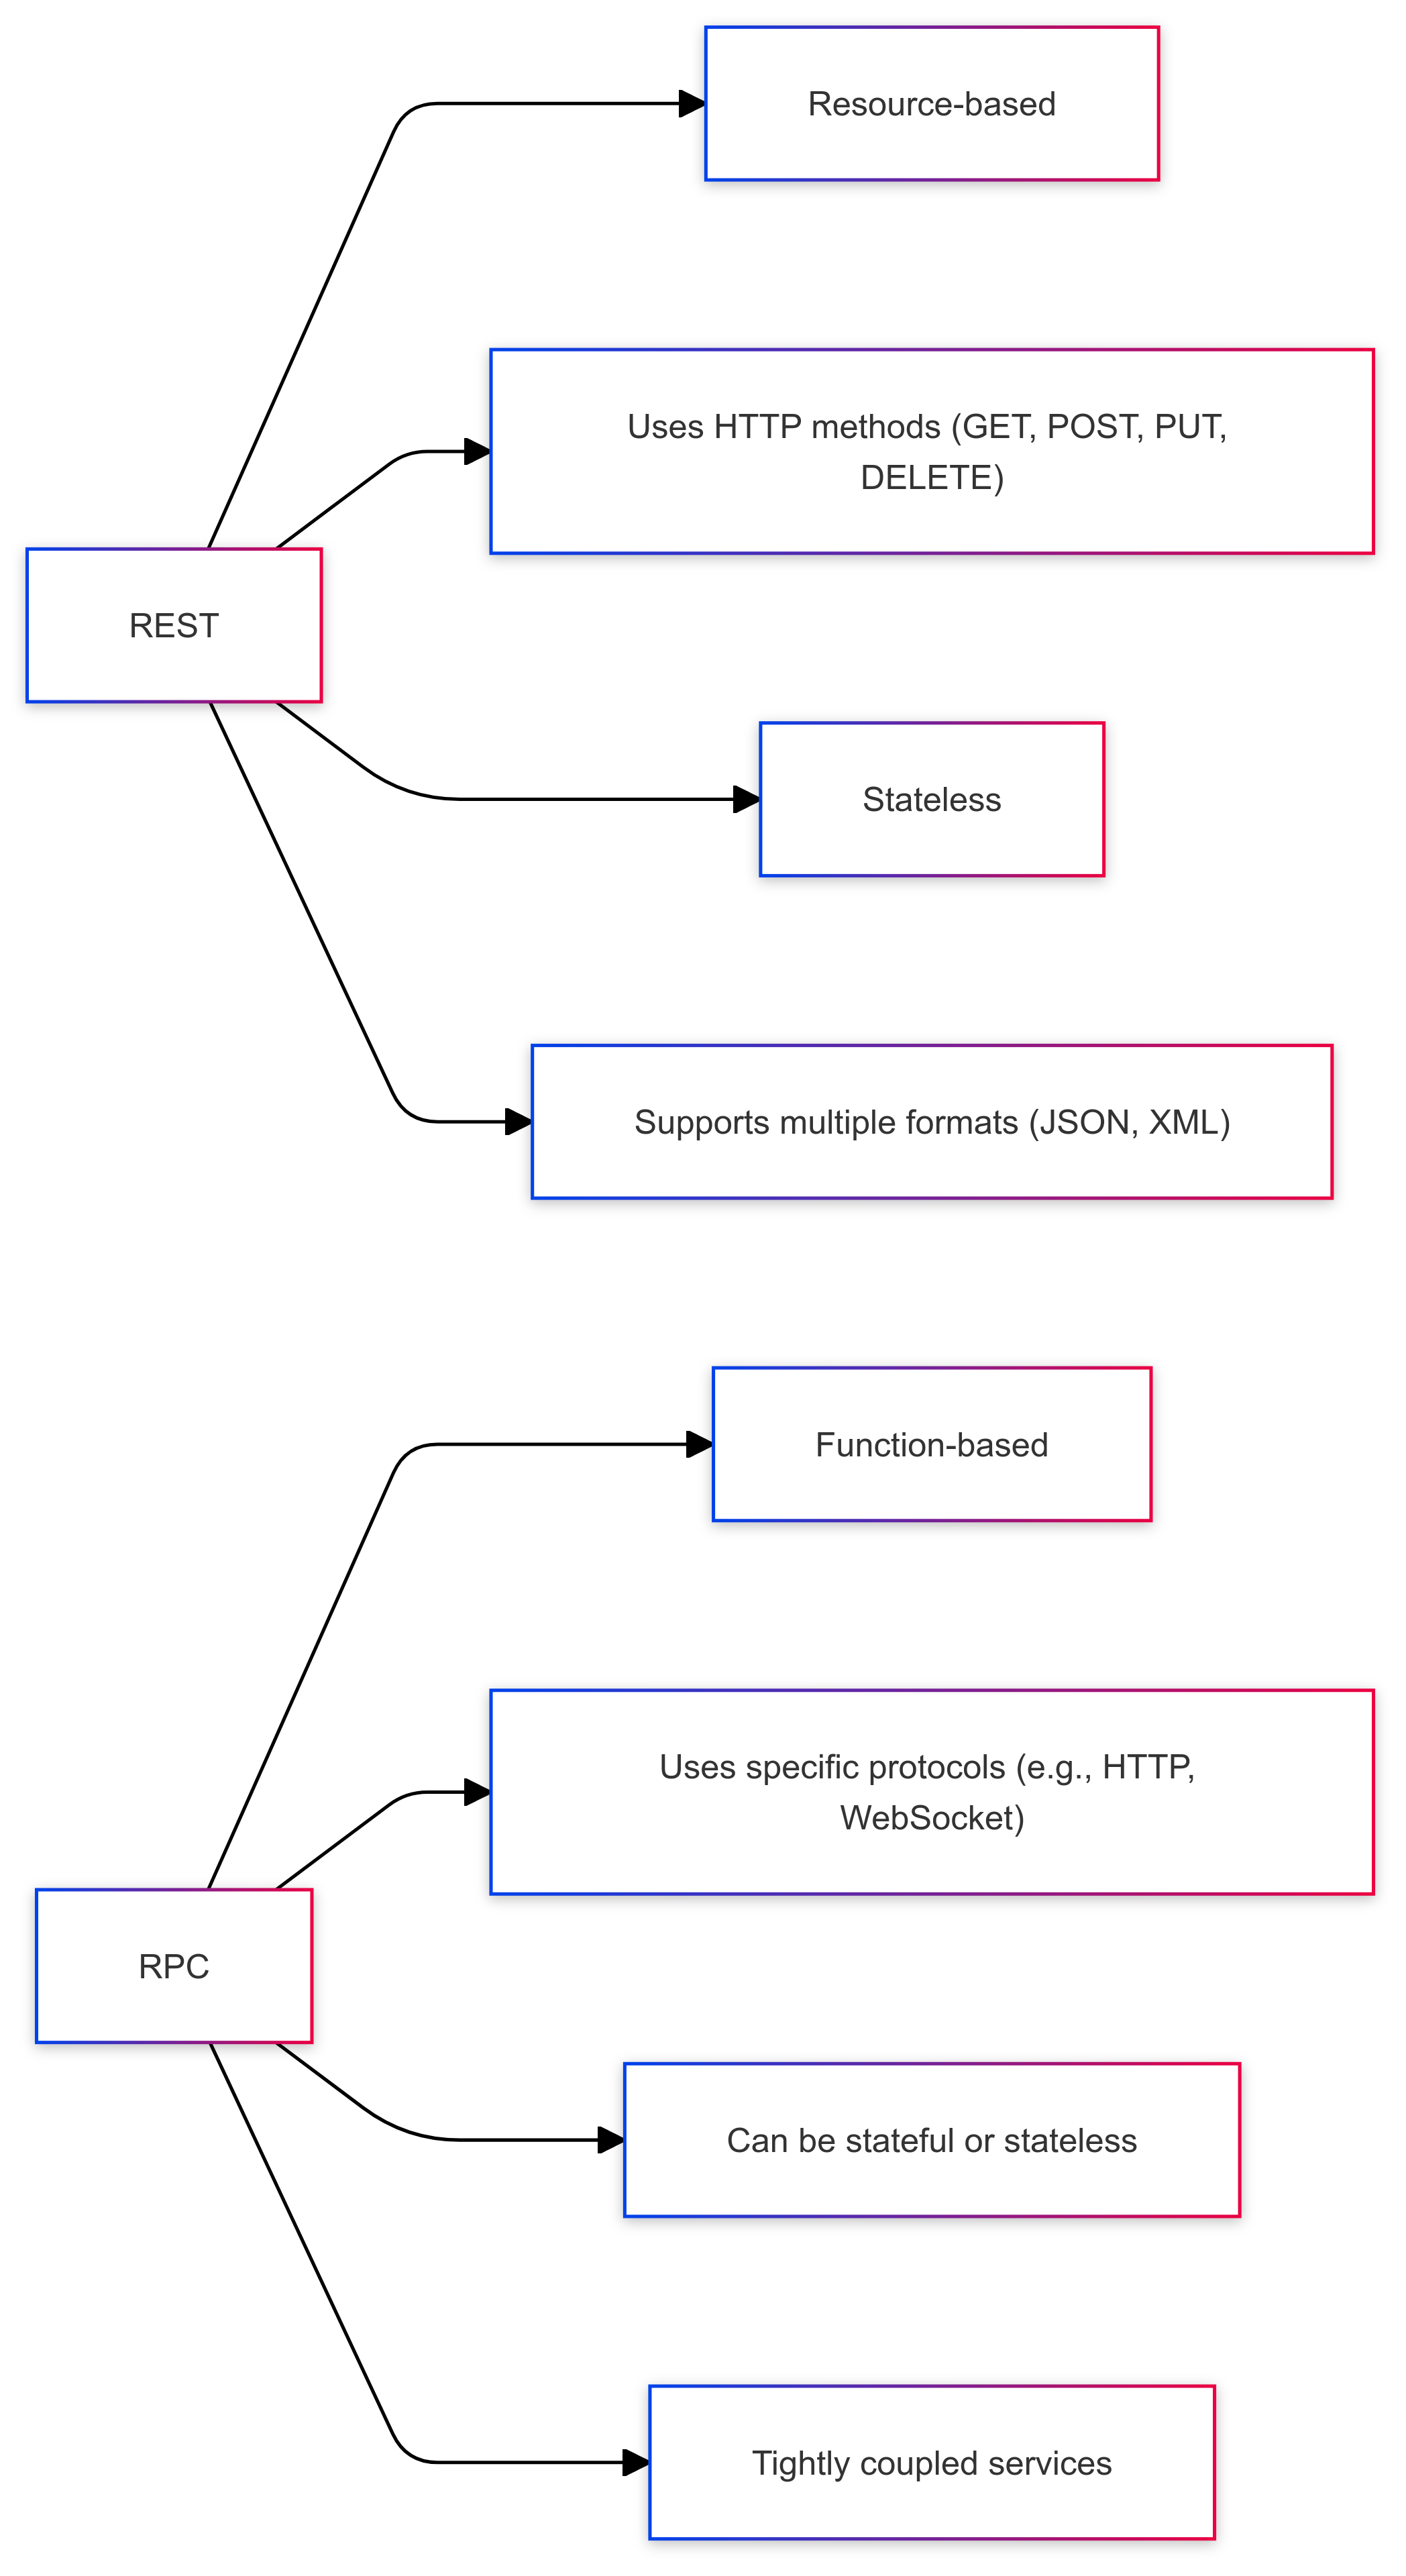 Resource-based
Uses HTTP methods (GET, POST, PUT,
DELETE)
REST
Stateless
Supports multiple formats (JSON, XML)
Function-based
Uses specific protocols (e.g., HTTP,
WebSocket)
RPC
Can be stateful or stateless
Tightly coupled services